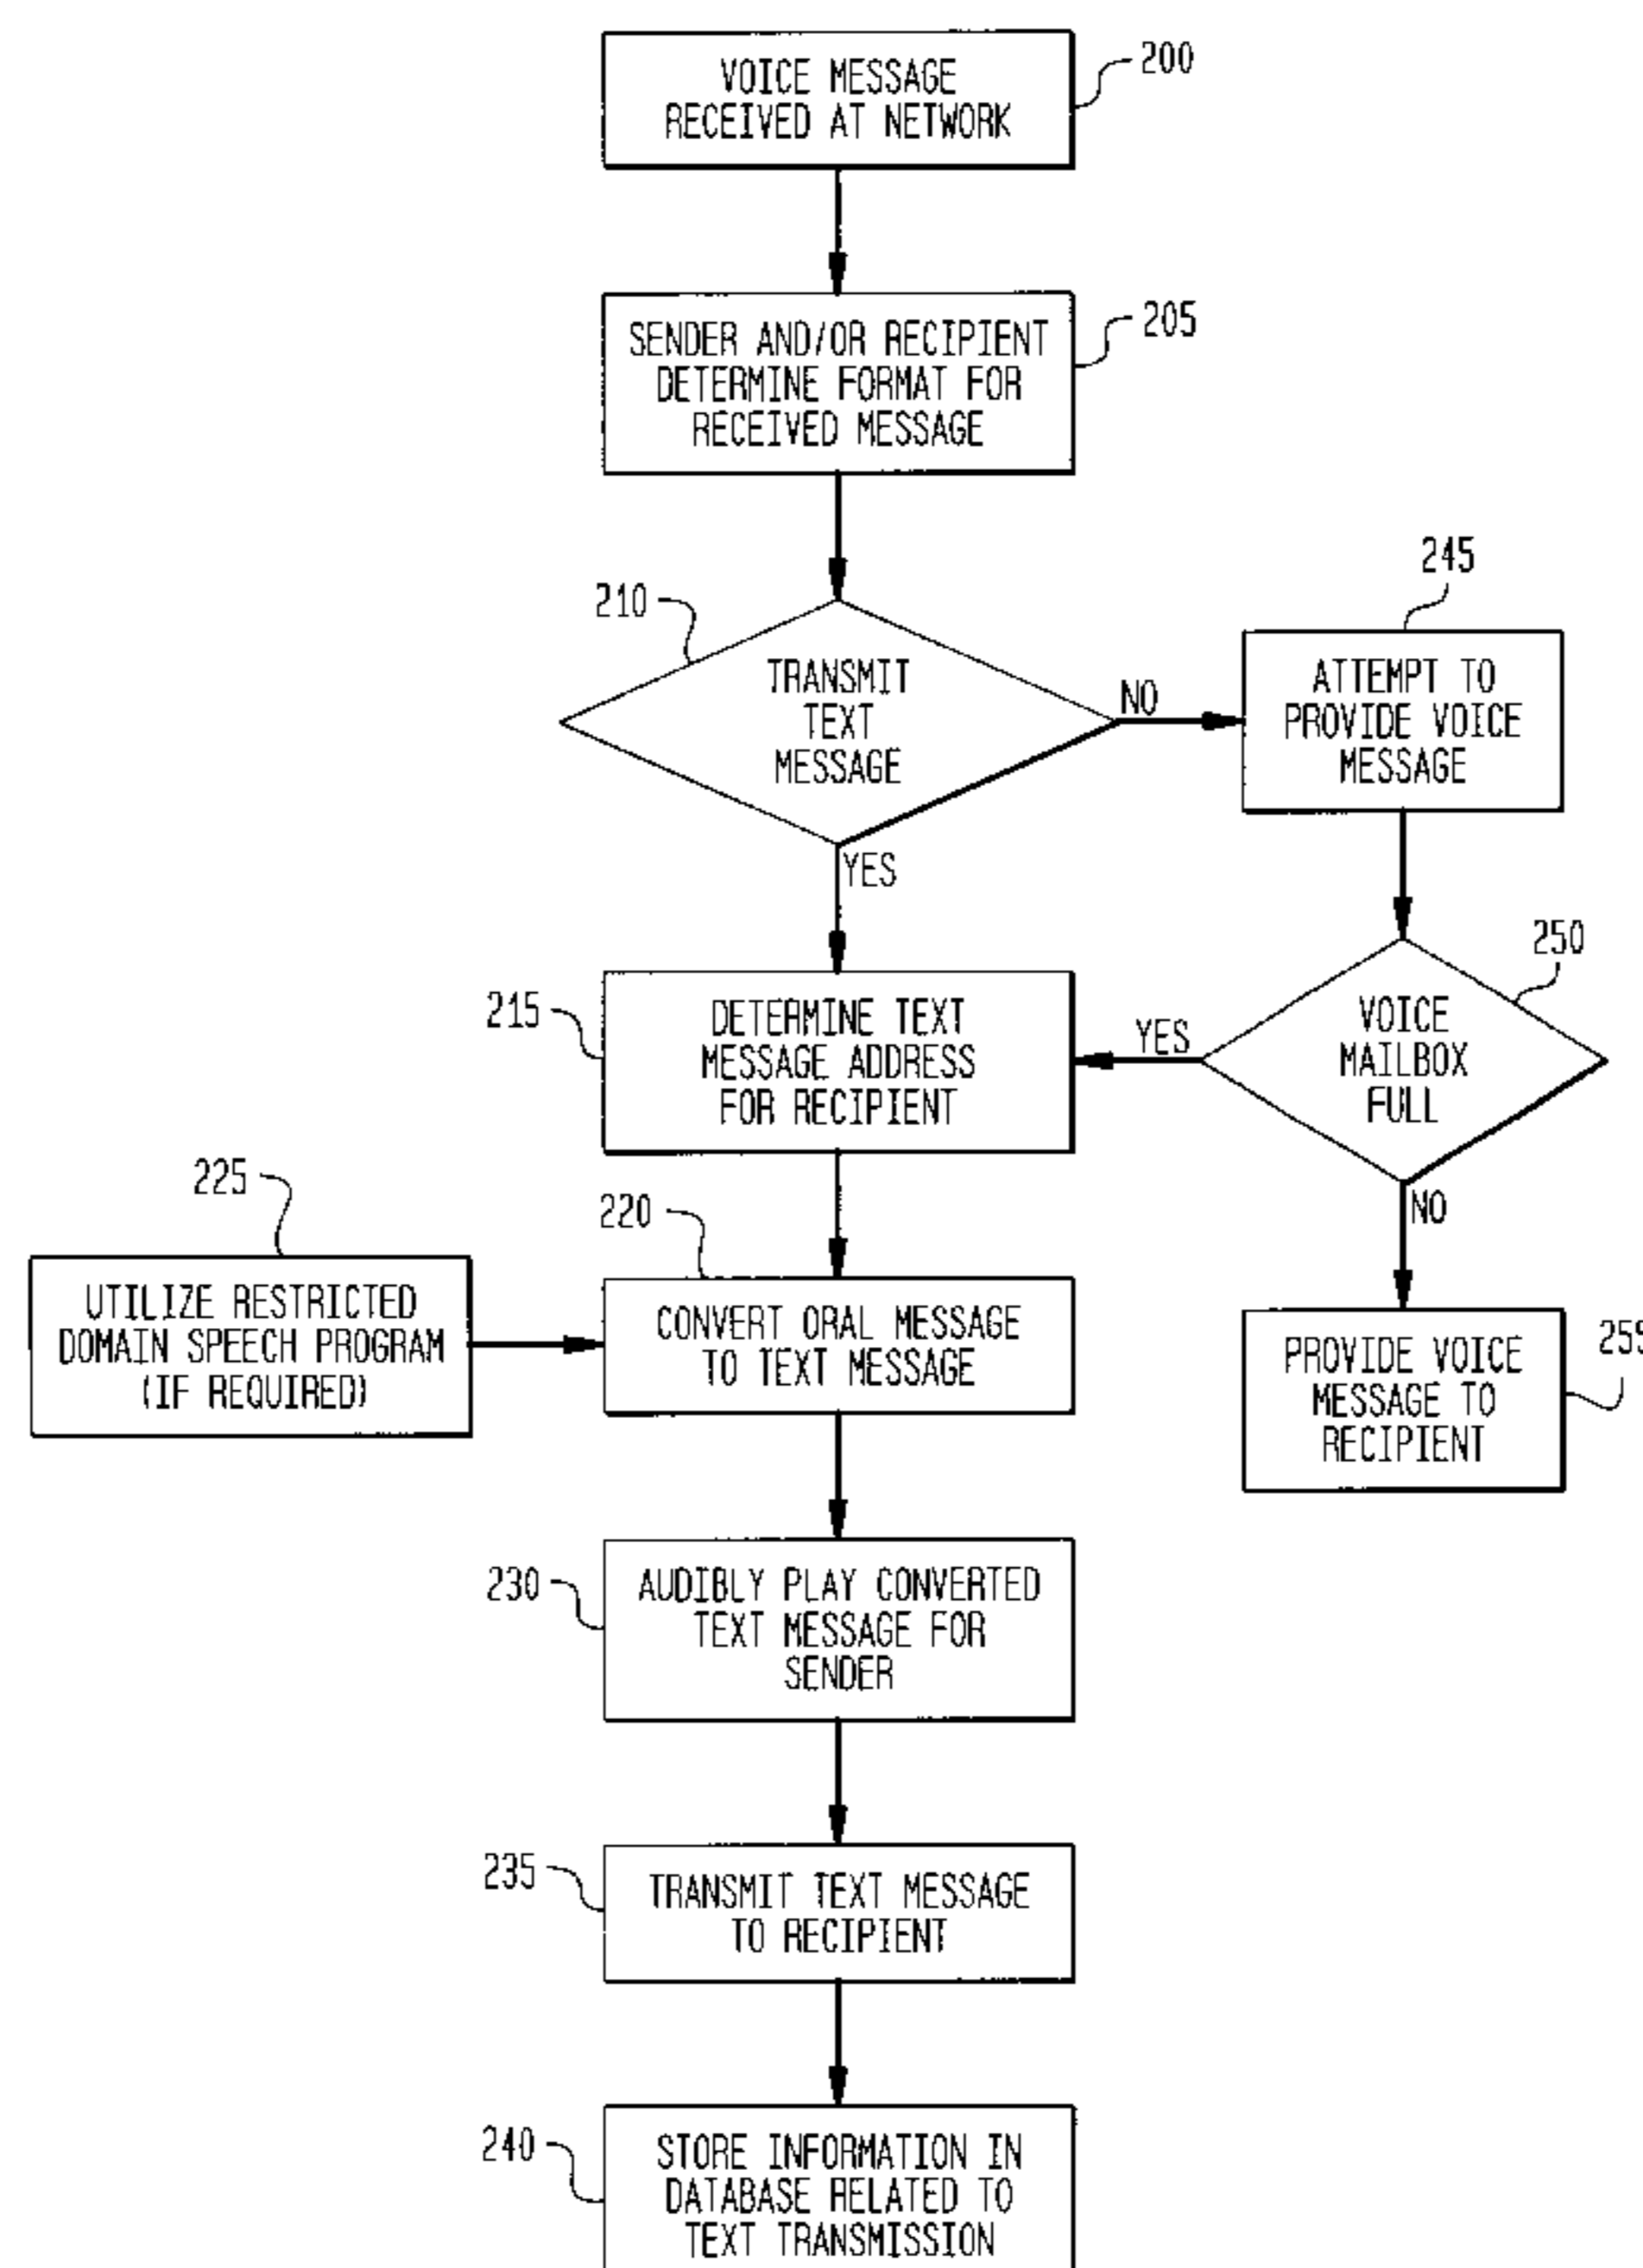 VOICE MESSAGE
RECEIVED AT NETWORK
200
SENDER AND/OR RECIPIENT
DETERMINE FORMAT FOR
RECEIVED MESSAGE
205
210
TRANSMIT
TEXT
MESSAGE
NO
YES
245
ATTEMPT TO
PROVIDE VOICE
MESSAGE
250
VOICE
MAILBOX
FULL
YES
NO
215
DETERMINE TEXT
MESSAGE ADDRESS
FOR RECIPIENT
225
UTILIZE RESTRICTED
DOMAIN SPEECH PROGRAM
(IF REQUIRED)
220
CONVERT ORAL MESSAGE
TO TEXT MESSAGE
255
PROVIDE VOICE
MESSAGE TO
RECIPIENT
230
AUDIBLY PLAY CONVERTED
TEXT MESSAGE FOR
SENDER
235
TRANSMIT TEXT MESSAGE
TO RECIPIENT
240
STORE INFORMATION IN
DATABASE RELATED TO
TEXT TRANSMISSION